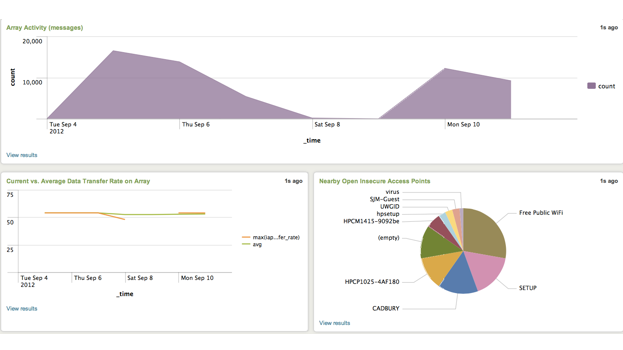 Array Activity (messages)
1s ago
20,000
10,000
count
count
Tue Sep 4
2012
Thu Sep 6
Sat Sep 8
Mon Sep 10
_time
View results
Current vs. Average Data Transfer Rate on Array
1s ago
75
50
25
max(iap...fer_rate)
avg
Tue Sep 4
2012
Thu Sep 6
Sat Sep 8
Mon Sep 10
_time
View results
Nearby Open Insecure Access Points
1s ago
virus
SJM-Guest
UWGID
hpsetup
HPCM1415-9092be
(empty)
HPCP1025-4AF180
CADBURY
Free Public WiFi
SETUP
View results